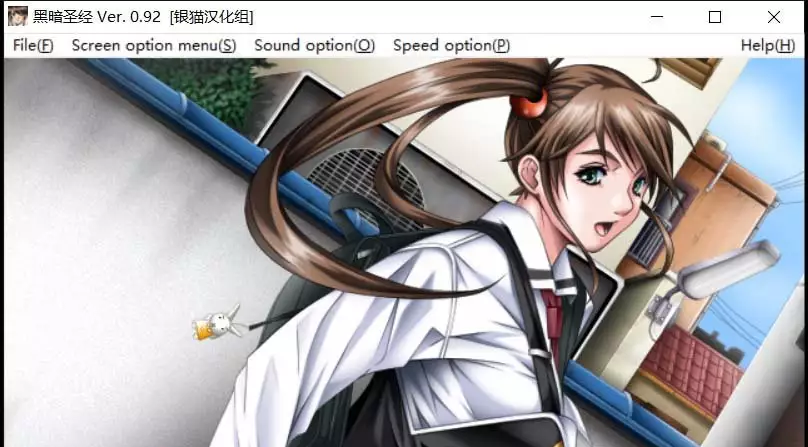 黑暗圣经 Ver. 0.92 [银猫汉化组]
File(F) Screen option menu(S) Sound option(O) Speed option(P) Help(H)